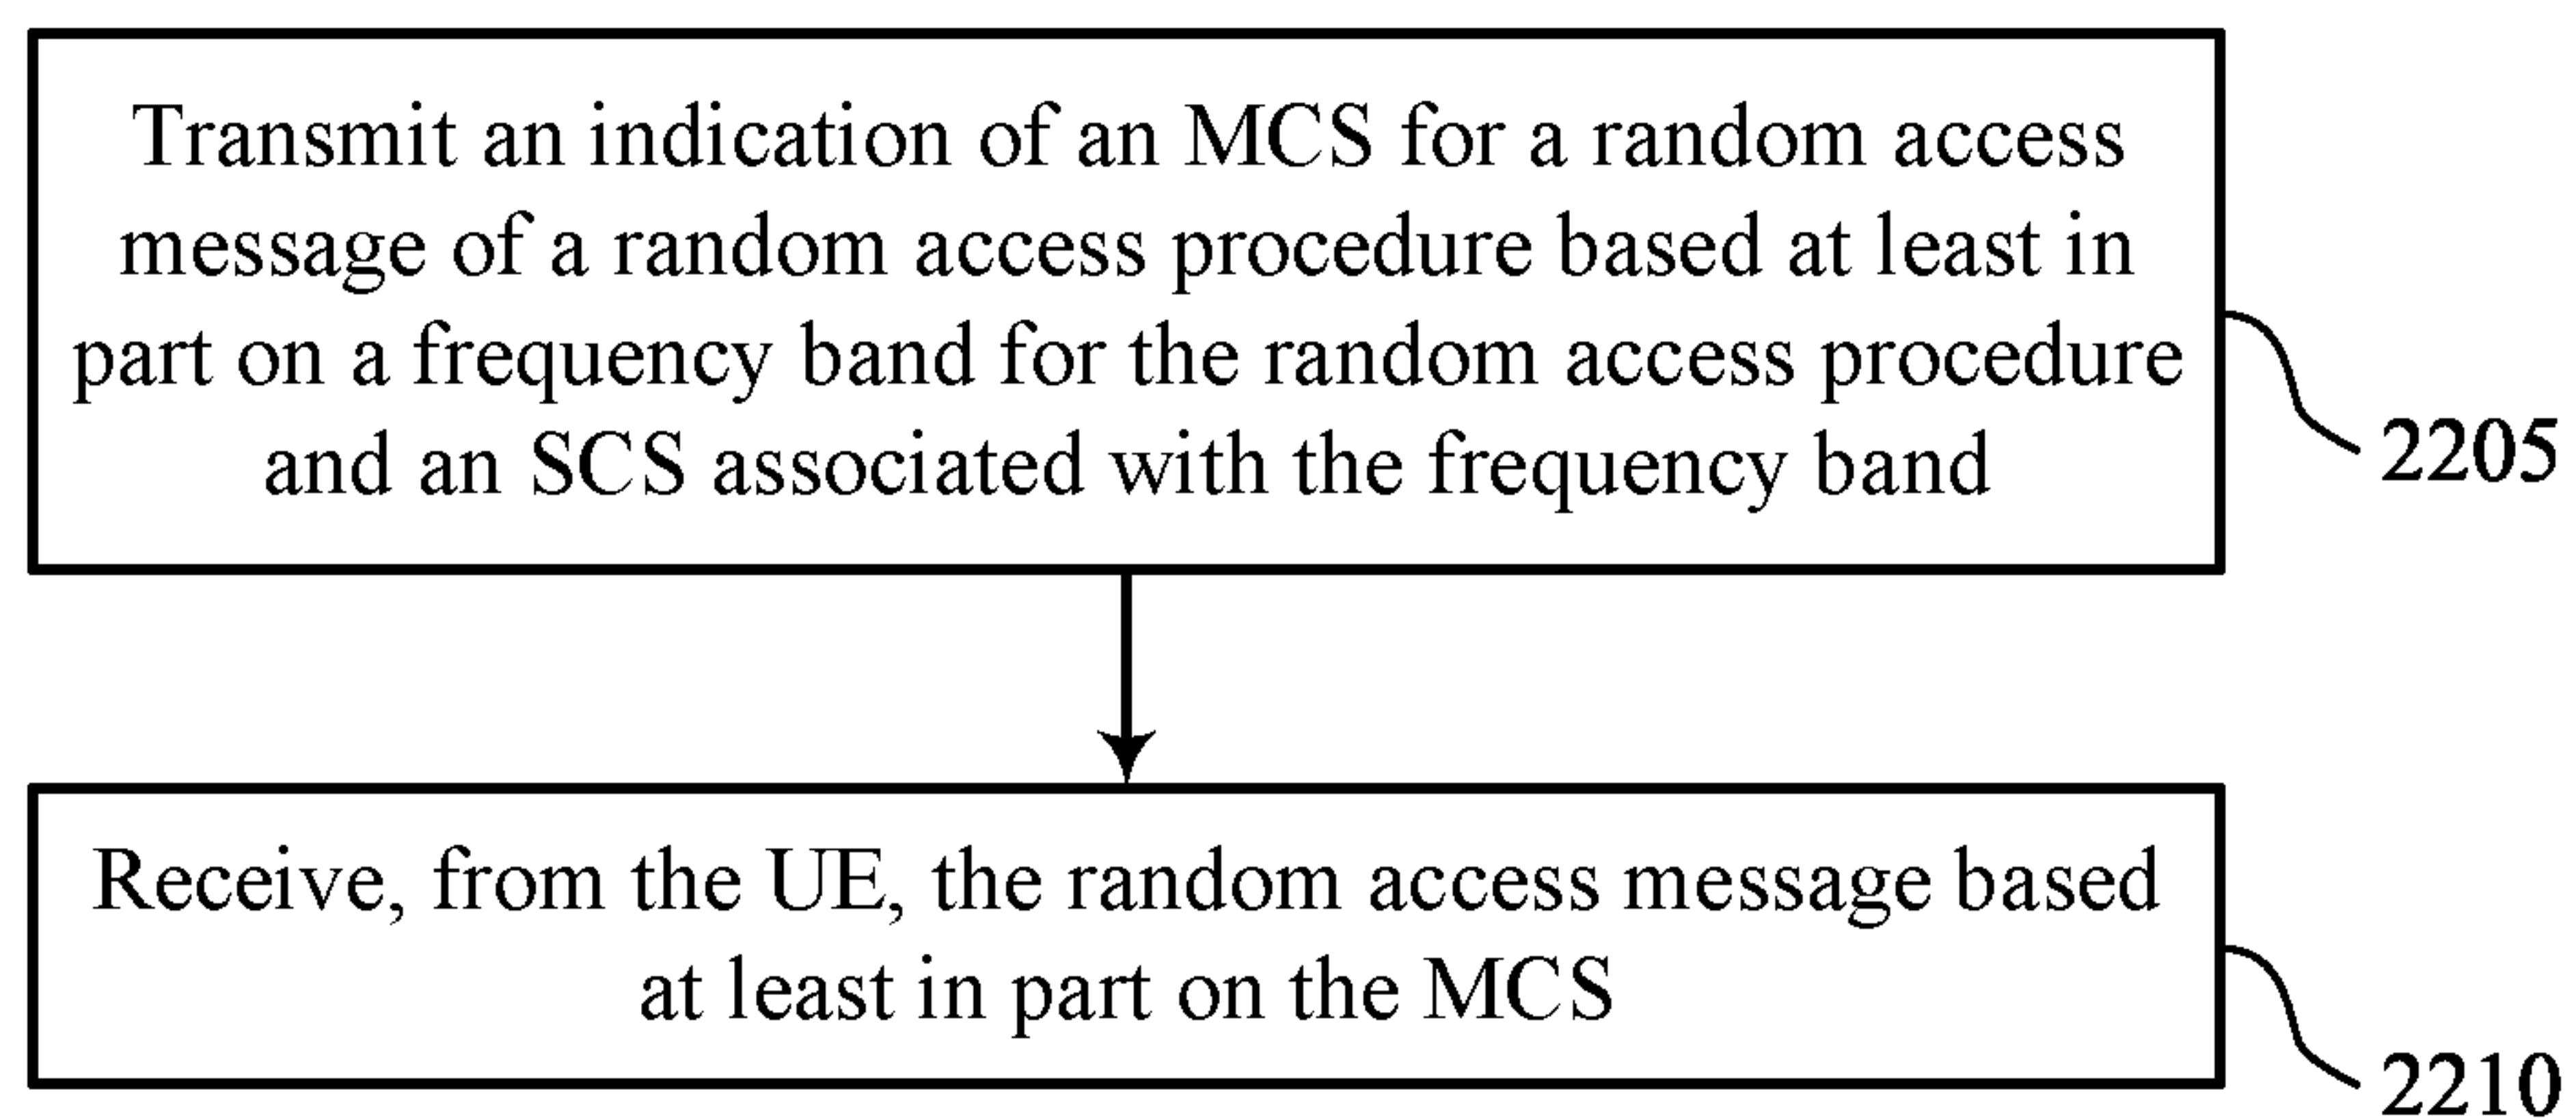 Transmit an indication of an MCS for a random access
message of a random access procedure based at least in
part on a frequency band for the random access procedure
and an SCS associated with the frequency band
2205
Receive, from the UE, the random access message based
at least in part on the MCS
2210